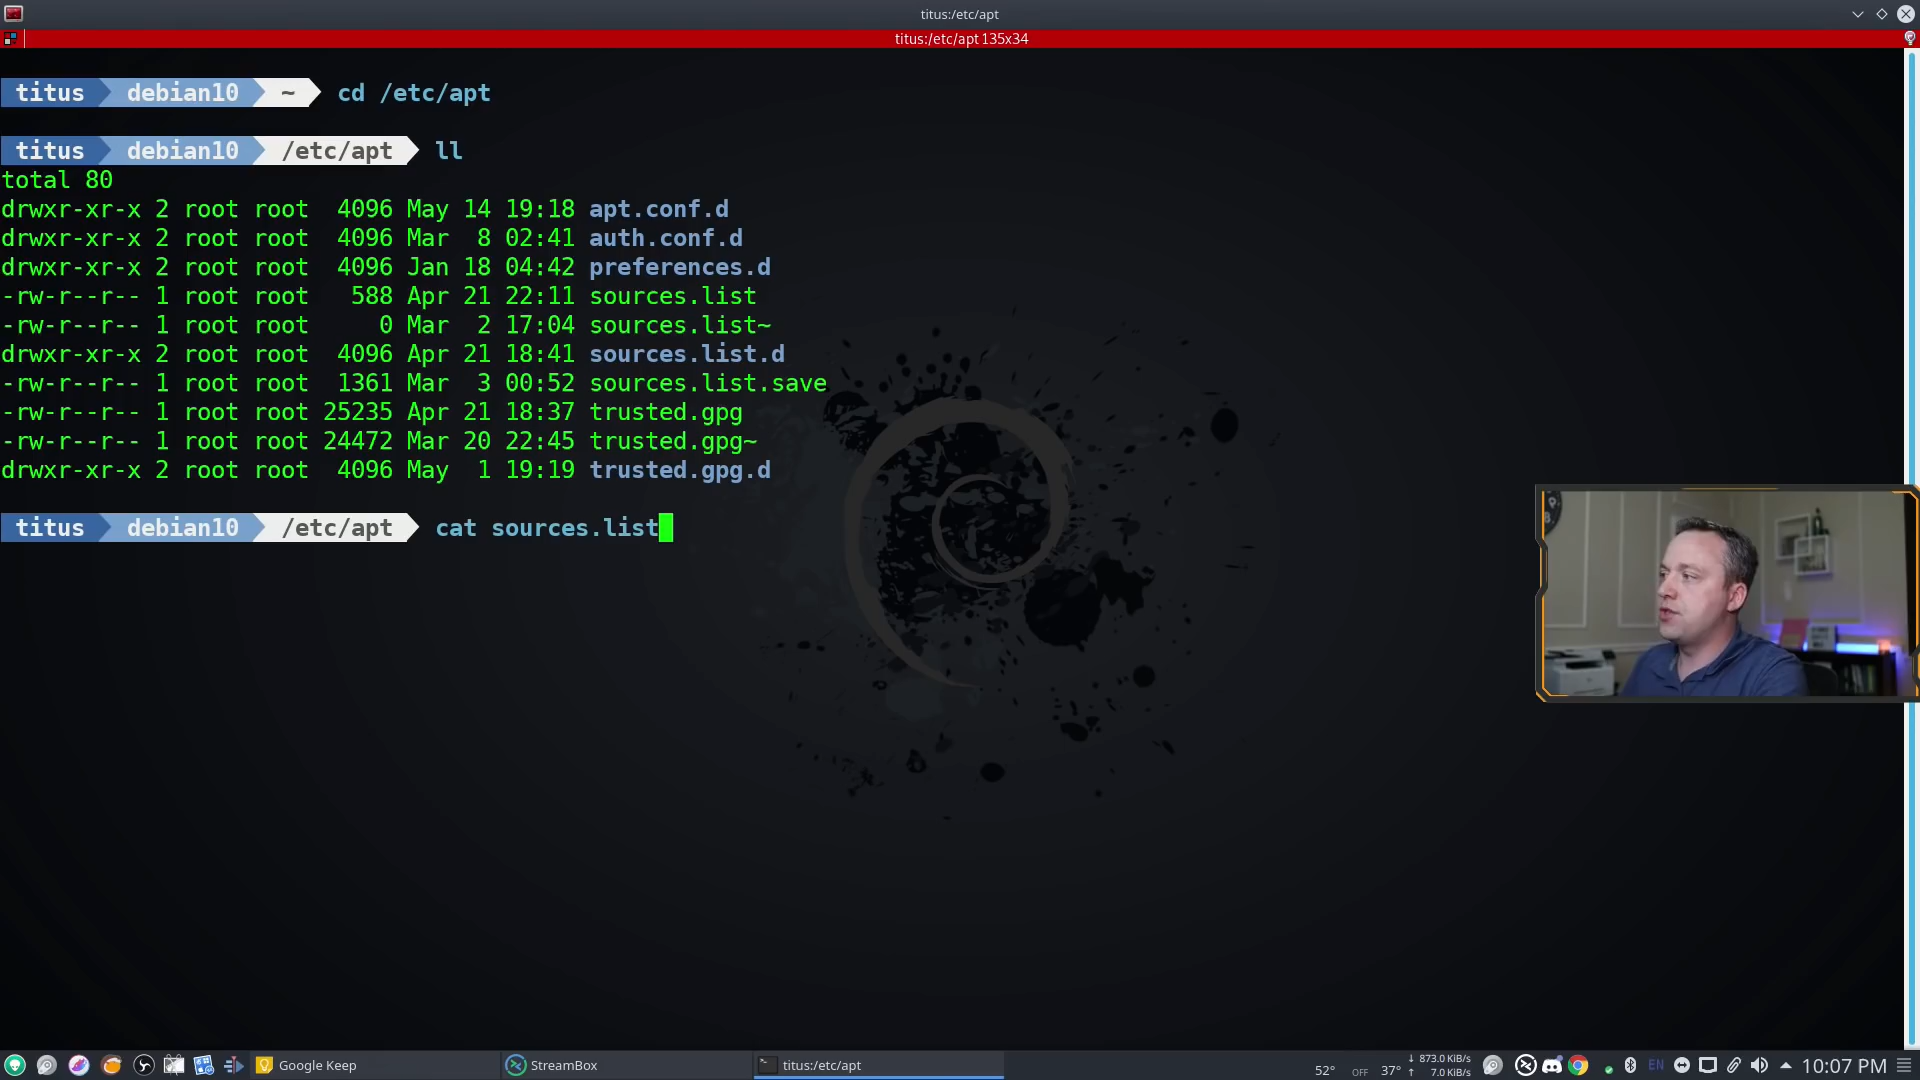 titus:/etc/apt
titus:/etc/apt 135x34
titus debian10 ~ cd /etc/apt
titus debian10 /etc/apt ll
total 80
drwxr-xr-x 2 root root  4096 May 14 19:18 apt.conf.d
drwxr-xr-x 2 root root  4096 Mar  8 02:41 auth.conf.d
drwxr-xr-x 2 root root  4096 Jan 18 04:42 preferences.d
-rw-r--r-- 1 root root   588 Apr 21 22:11 sources.list
-rw-r--r-- 1 root root     0 Mar  2 17:04 sources.list~
drwxr-xr-x 2 root root  4096 Apr 21 18:41 sources.list.d
-rw-r--r-- 1 root root  1361 Mar  3 00:52 sources.list.save
-rw-r--r-- 1 root root 25235 Apr 21 18:37 trusted.gpg
-rw-r--r-- 1 root root 24472 Mar 20 22:45 trusted.gpg~
drwxr-xr-x 2 root root  4096 May  1 19:19 trusted.gpg.d
titus debian10 /etc/apt cat sources.list
Google Keep
StreamBox
titus:/etc/apt
52° OFF 37°
↓ 873.0 KiB/s
↑ 7.0 KiB/s
EN
10:07 PM